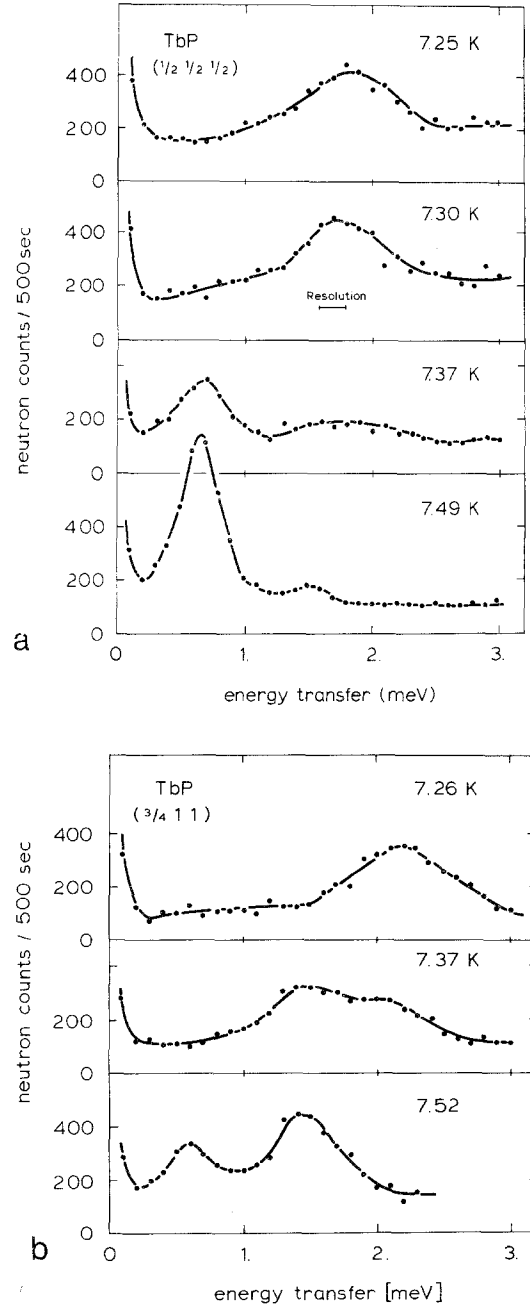 TbP
(1/2 1/2 1/2)
7.25 K
400
200
0
7.30 K
400
200
0
Resolution
7.37 K
200
0
7.49 K
400
200
0
neutron counts / 500sec
0
1.
2.
3.
energy transfer (meV)
a
TbP
(3/4 1 1)
7.26 K
400
200
0
7.37 K
200
0
7.52
400
200
0
neutron counts / 500 sec
0
1.
2.
3.
energy transfer [meV]
b